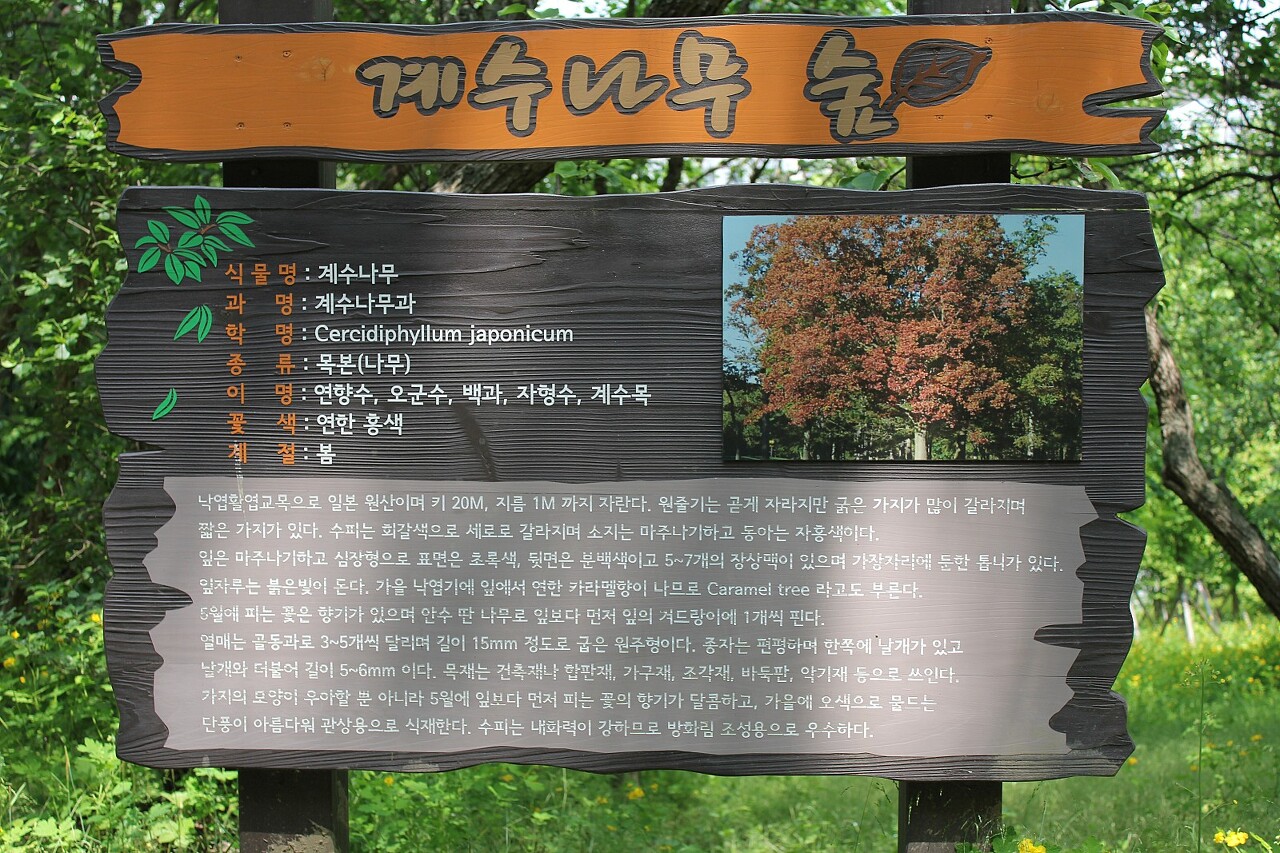 계수나무 숲
식물명 : 계수나무
과 명 : 계수나무과
학 명 : Cercidiphyllum japonicum
종 류 : 목본(나무)
이 명 : 연향수, 오군수, 백과, 자형수, 계수목
꽃 색 : 연한 홍색
계 절 : 봄
낙엽활엽교목으로 일본 원산이며 키 20M, 지름 1M 까지 자란다. 원줄기는 곧게 자라지만 굵은 가지가 많이 갈라지며
짧은 가지가 있다. 수피는 회갈색으로 세로로 갈라지며 소지는 마주나기하고 동아는 자홍색이다.
잎은 마주나기하고 심장형으로 표면은 초록색, 뒷면은 분백색이고 5~7개의 장상맥이 있으며 가장자리에 둔한 톱니가 있다.
잎자루는 붉은빛이 돈다. 가을 낙엽기에 잎에서 연한 카라멜향이 나므로 Caramel tree 라고도 부른다.
5월에 피는 꽃은 향기가 있으며 암수 딴 나무로 잎보다 먼저 잎의 겨드랑이에 1개씩 핀다.
열매는 골돌과로 3~5개씩 달리며 길이 15mm 정도로 굽은 원주형이다. 종자는 편평하며 한쪽에 날개가 있고
날개와 더불어 길이 5~6mm 이다. 목재는 건축재나 합판재, 가구재, 조각재, 바둑판, 악기재 등으로 쓰인다.
가지의 모양이 우아할 뿐 아니라 5월에 잎보다 먼저 피는 꽃의 향기가 달콤하고, 가을에 오색으로 물드는
단풍이 아름다워 관상용으로 식재한다. 수피는 내화력이 강하므로 방화림 조성용으로 우수하다.